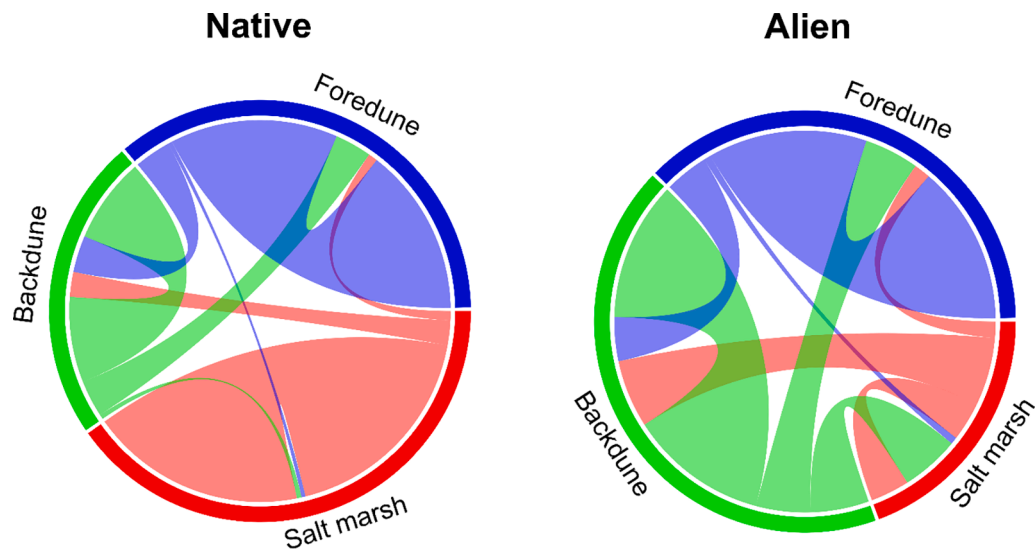 Native
Foredune
Backdune
Salt marsh
Alien
Foredune
Backdune
Salt marsh